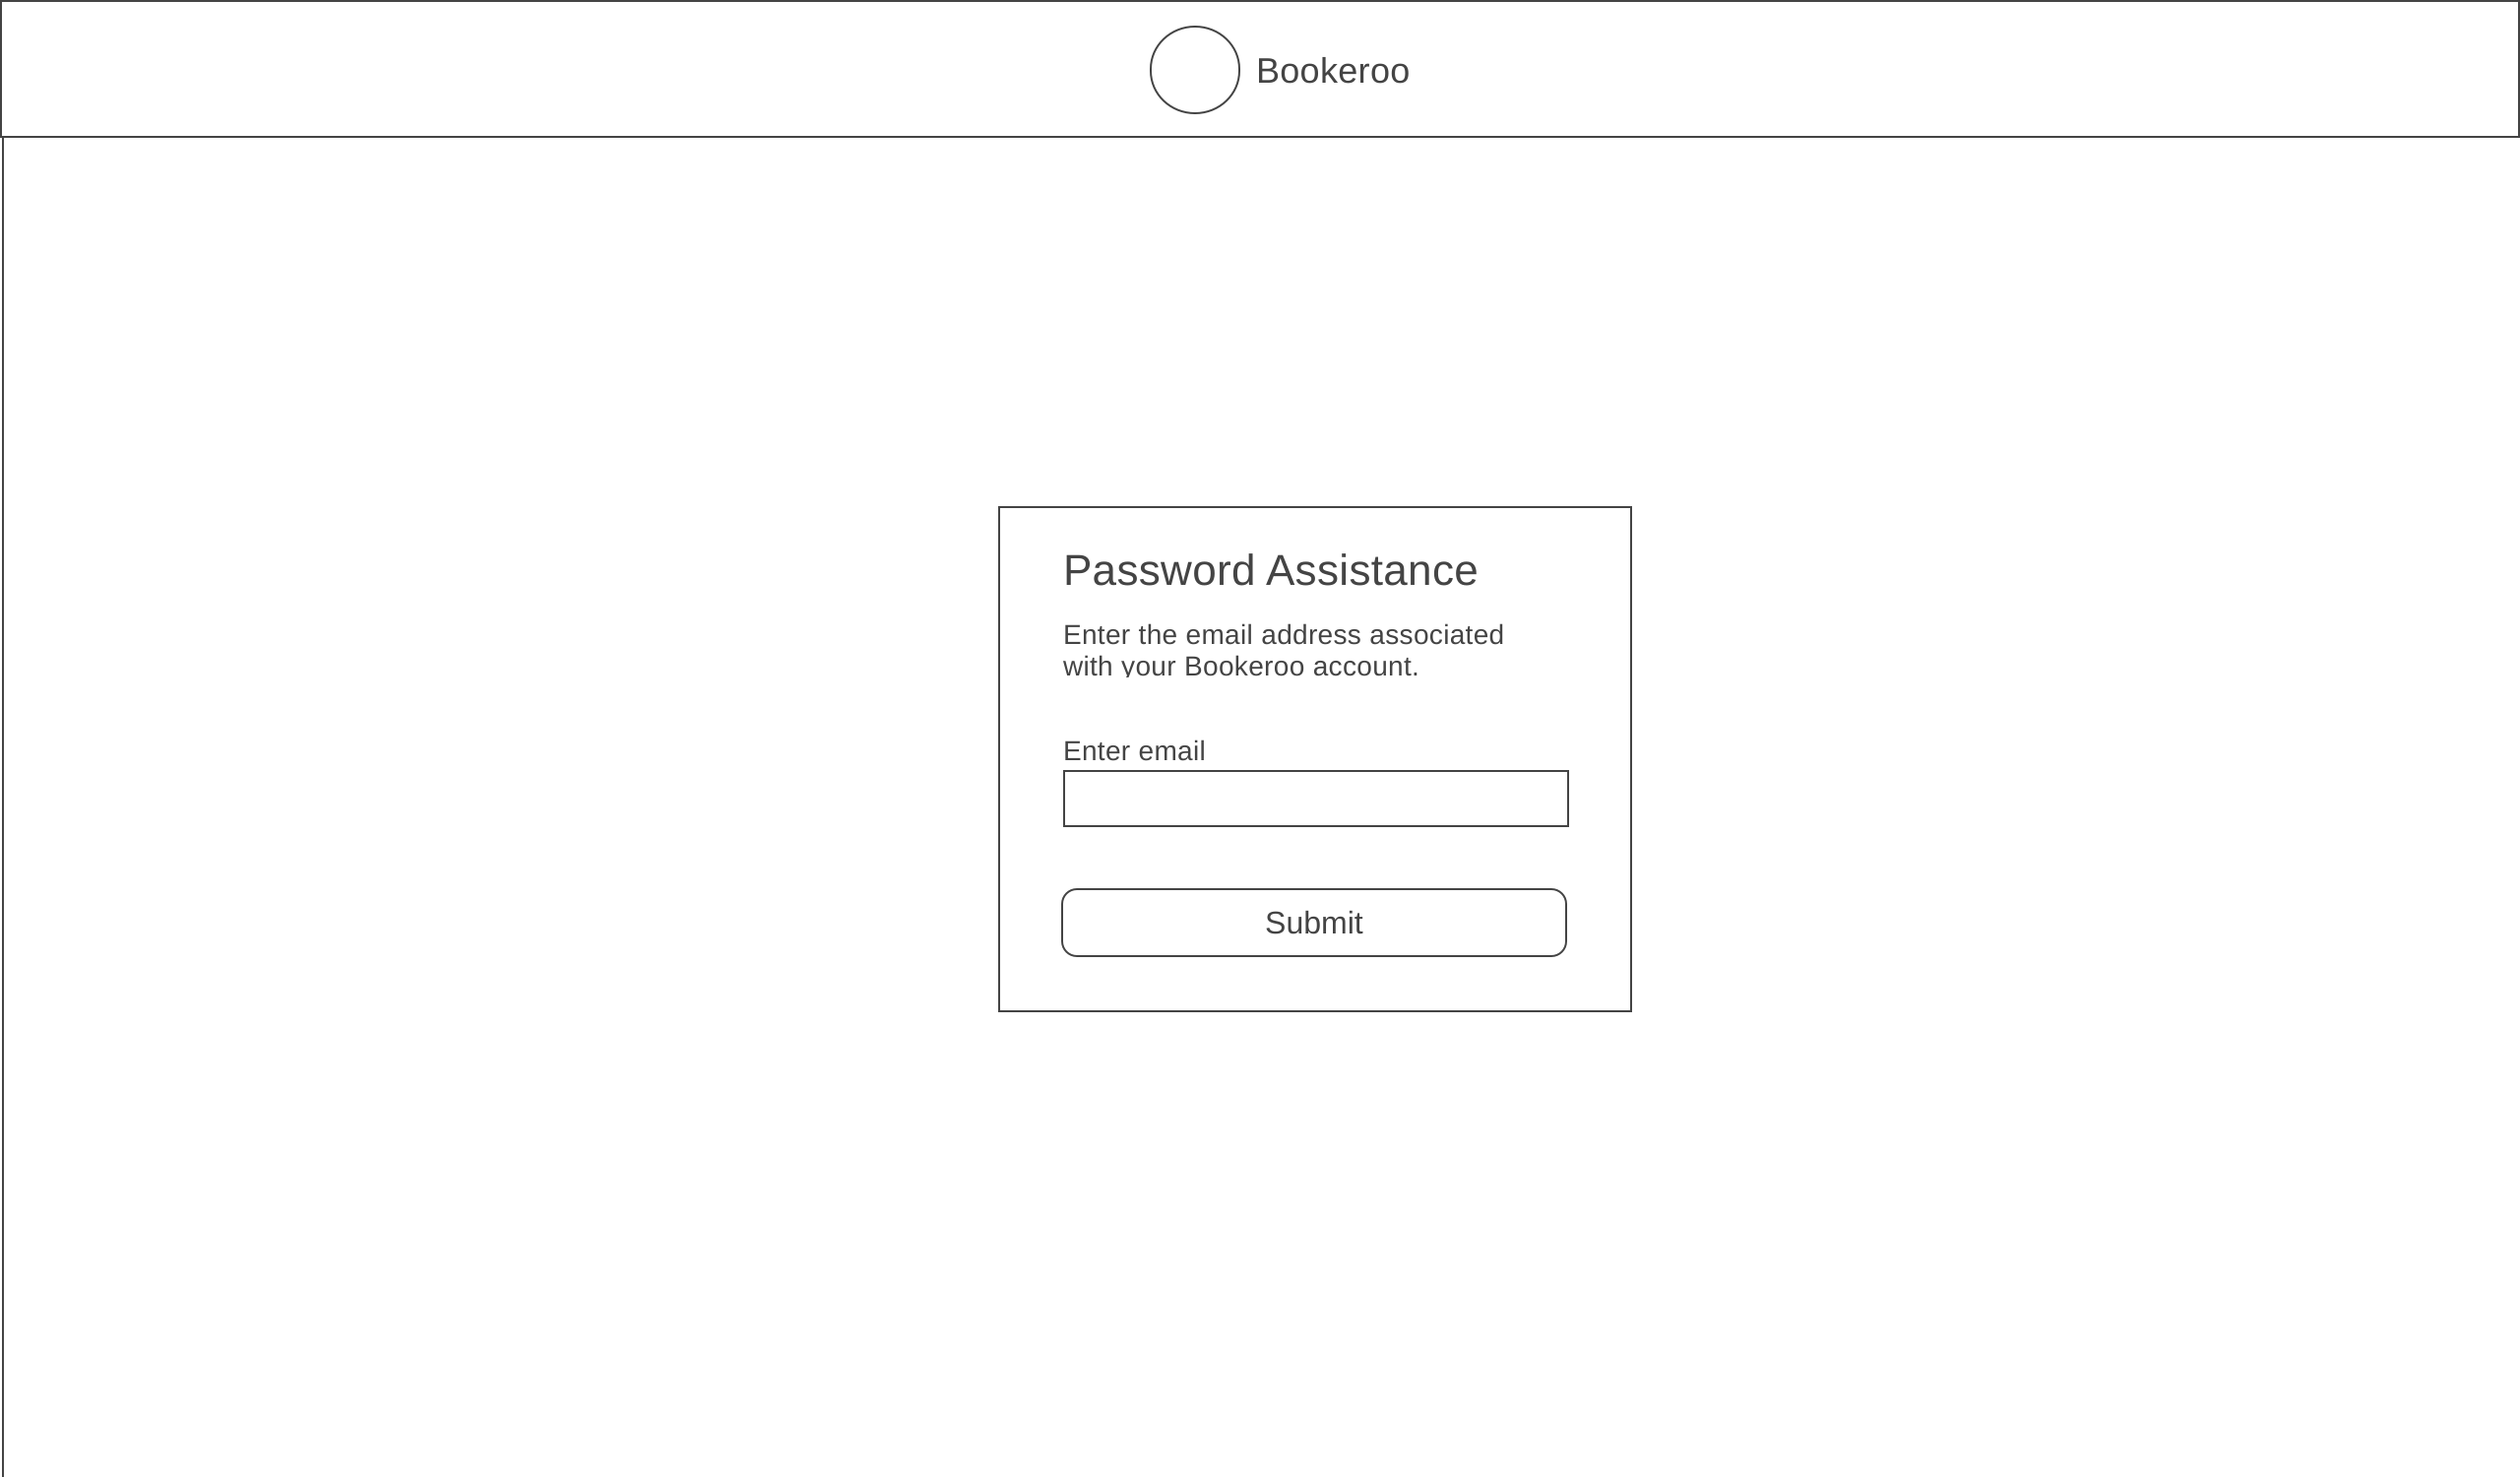 Bookeroo
Password Assistance
Enter the email address associated
with your Bookeroo account.
Enter email
Submit